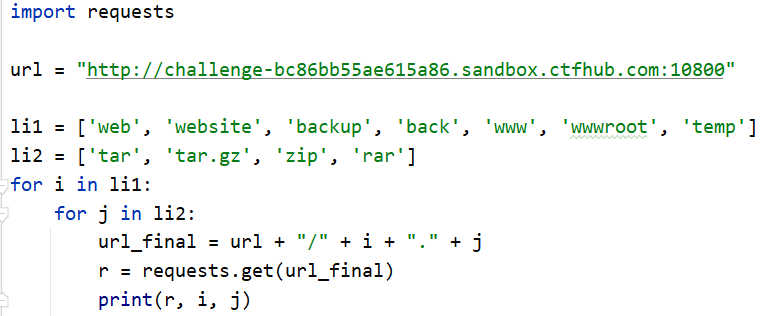 import requests
url = "http://challenge-bc86bb55ae615a86.sandbox.ctfhub.com:10800"
li1 = ['web', 'website', 'backup', 'back', 'www', 'wwwroot', 'temp']
li2 = ['tar', 'tar.gz', 'zip', 'rar']
for i in li1:
    for j in li2:
        url_final = url + "/" + i + "." + j
        r = requests.get(url_final)
        print(r, i, j)